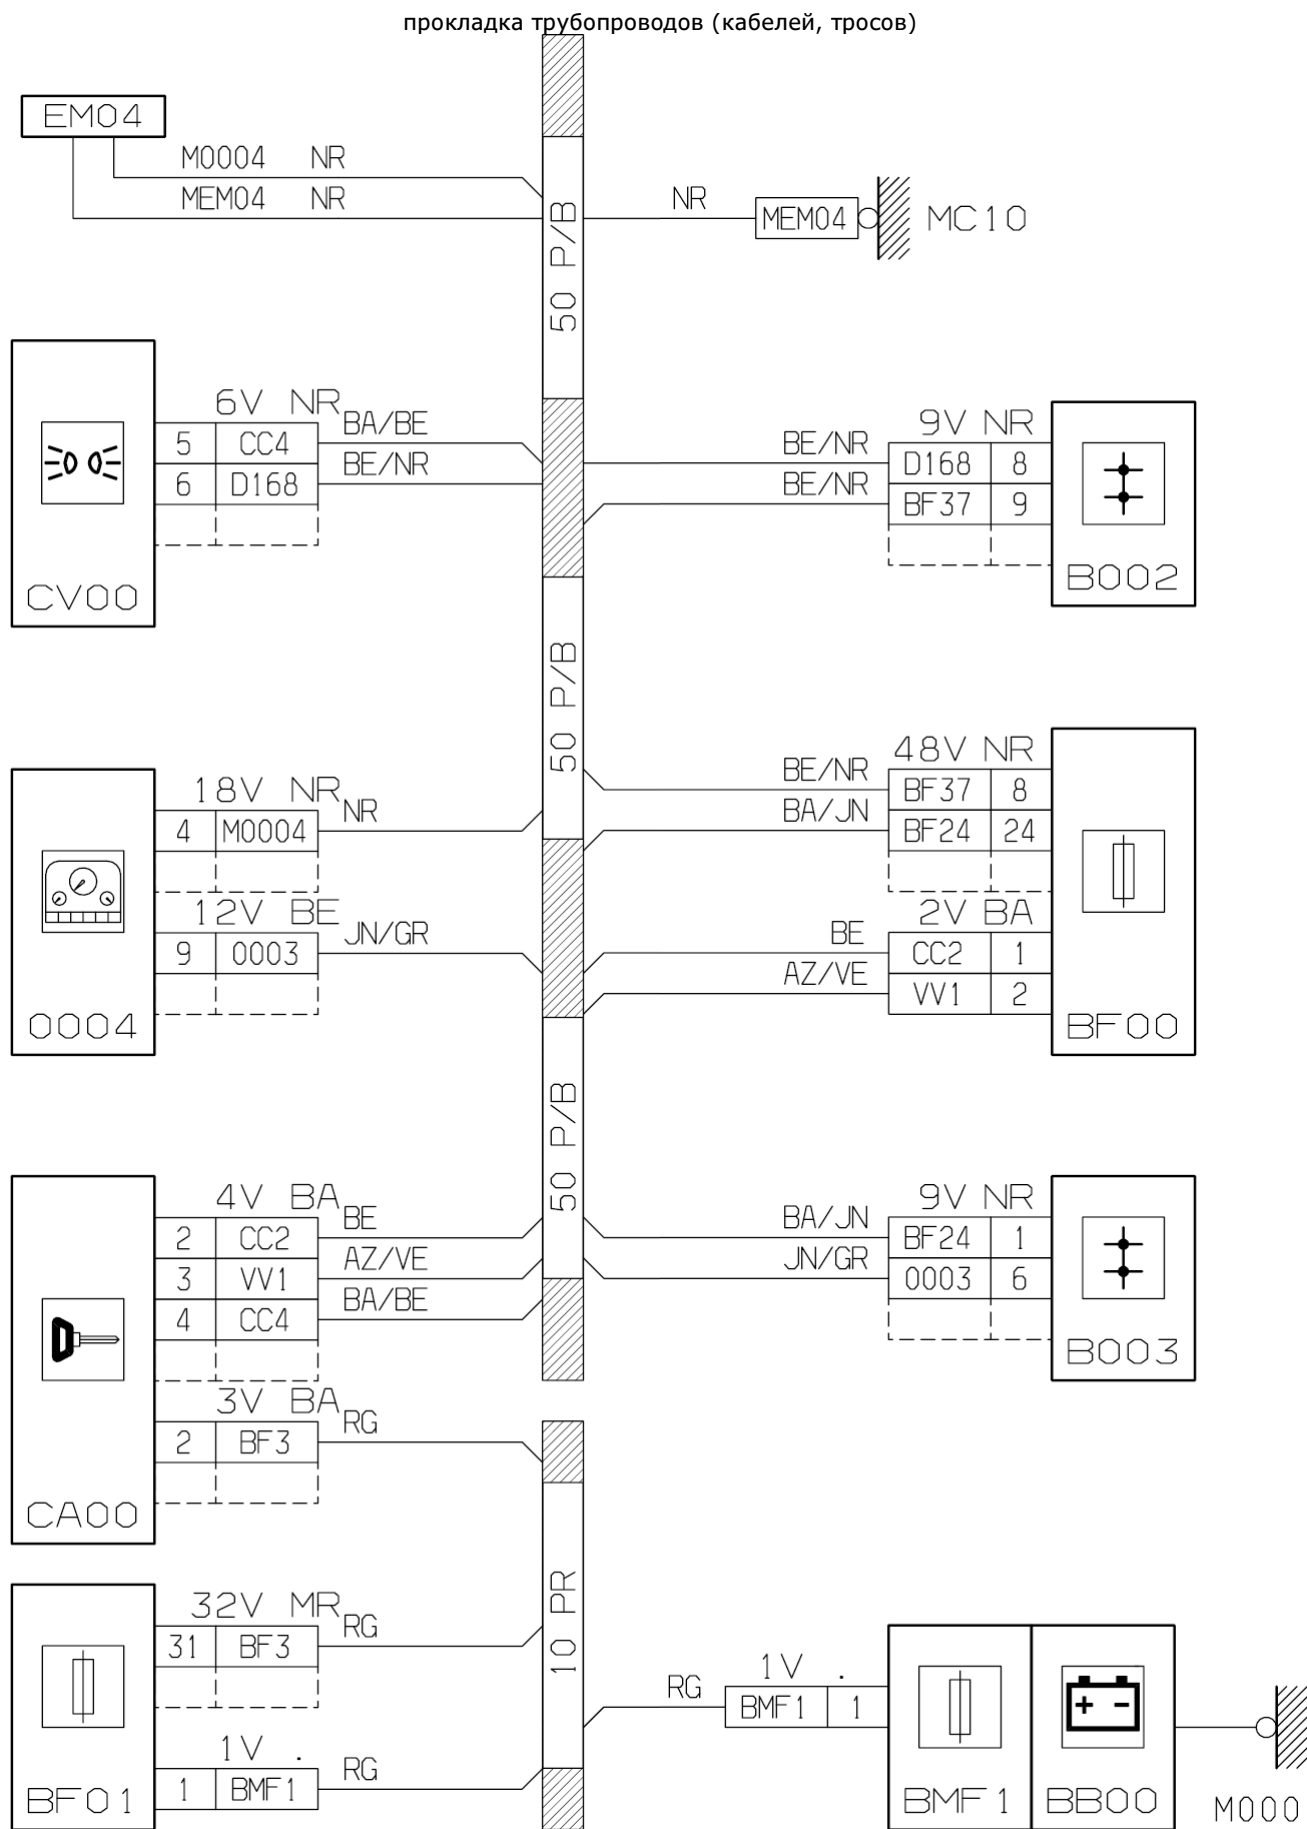 прокладка трубопроводов (кабелей, тросов)
EM04
M0004 NR
MEM04 NR
50 P/B
NR
MEM04
MC10
CV00
6V NR
5 CC4 BA/BE
6 D168 BE/NR
9V NR
BE/NR D168 8
BE/NR BF37 9
B002
50 P/B
0004
18V NR
4 M0004 NR
12V BE
9 0003 JN/GR
48V NR
BE/NR BF37 8
BA/JN BF24 24
2V BA
BE CC2 1
AZ/VE VV1 2
BF00
50 P/B
4V BA
2 CC2 BE
3 VV1 AZ/VE
4 CC4 BA/BE
3V BA
2 BF3 RG
CA00
9V NR
BA/JN BF24 1
JN/GR 0003 6
B003
10 PR
32V MR
31 BF3 RG
1V .
1 BMF1 RG
BF01
1V .
RG BMF1 1
BMF1
+ -
BB00
M000